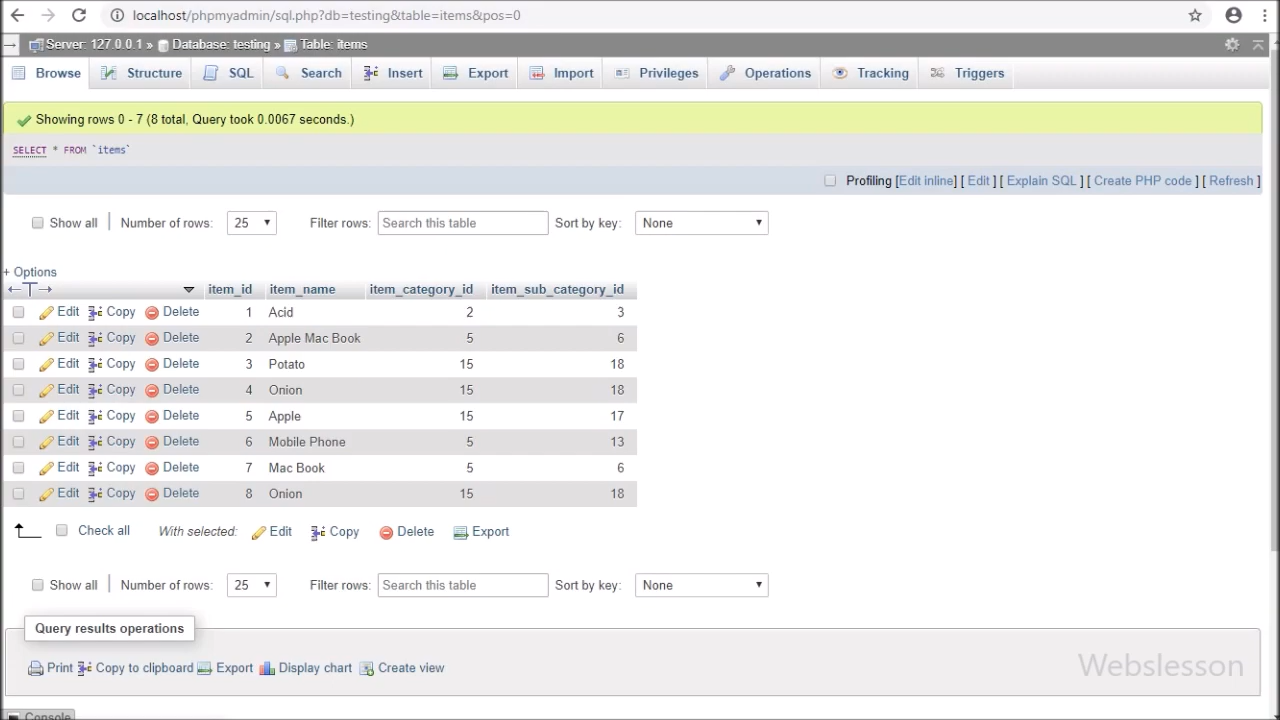 localhost/phpmyadmin/sql.php?db=testing&table=items&pos=0
Server: 127.0.0.1 » Database: testing » Table: items
Browse Structure SQL Search Insert Export Import Privileges Operations Tracking Triggers
Showing rows 0 - 7 (8 total, Query took 0.0067 seconds.)
SELECT * FROM `items`
Profiling [Edit inline] [ Edit ] [ Explain SQL ] [ Create PHP code ] [ Refresh ]
Show all Number of rows: 25 Filter rows: Search this table Sort by key: None
+ Options
item_id item_name item_category_id item_sub_category_id
Edit Copy Delete 1 Acid 2 3
Edit Copy Delete 2 Apple Mac Book 5 6
Edit Copy Delete 3 Potato 15 18
Edit Copy Delete 4 Onion 15 18
Edit Copy Delete 5 Apple 15 17
Edit Copy Delete 6 Mobile Phone 5 13
Edit Copy Delete 7 Mac Book 5 6
Edit Copy Delete 8 Onion 15 18
Check all With selected: Edit Copy Delete Export
Show all Number of rows: 25 Filter rows: Search this table Sort by key: None
Query results operations
Print Copy to clipboard Export Display chart Create view
Webslesson
Console